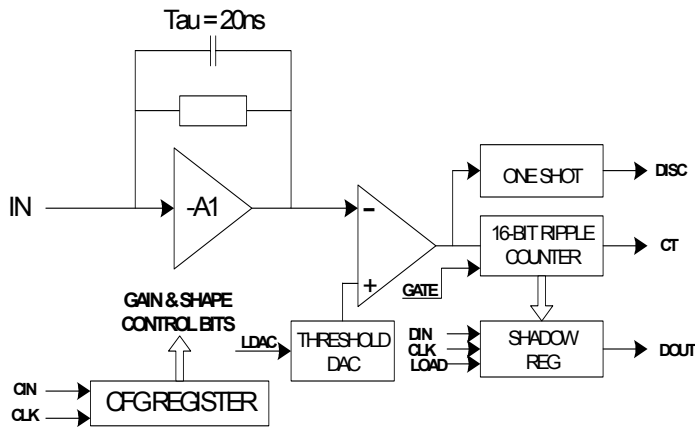 Tau = 20ns
IN
-A1
-
+
ONE SHOT
DISC
16-BIT RIPPLE
COUNTER
CT
GATE
GAIN & SHAPE
CONTROL BITS
LDAC
THRESHOLD
DAC
DIN
CLK
LOAD
SHADOW
REG
DOUT
CIN
CLK
CFG REGISTER